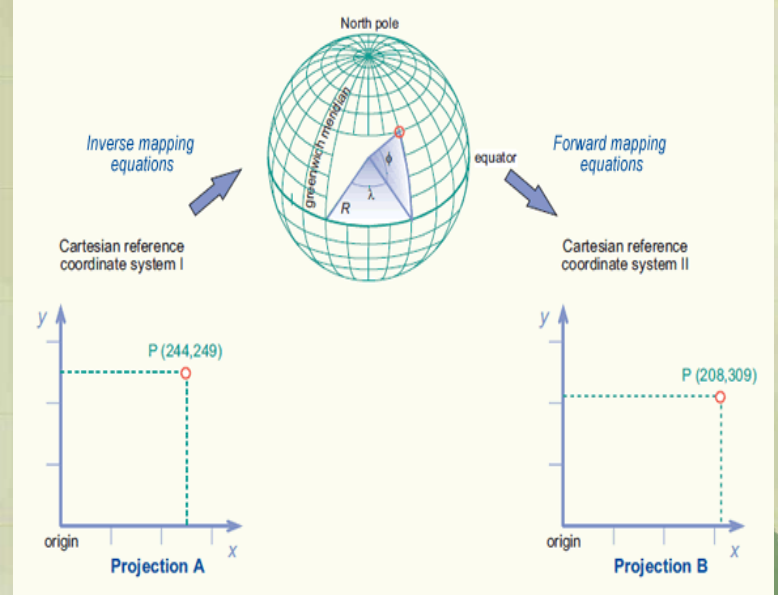 North pole
greenwich meridian
Inverse mapping
equations
Forward mapping
equations
equator
ϕ
λ
R
Cartesian reference
coordinate system I
Cartesian reference
coordinate system II
y
P (244,249)
origin
x
Projection A
y
P (208,309)
origin
x
Projection B